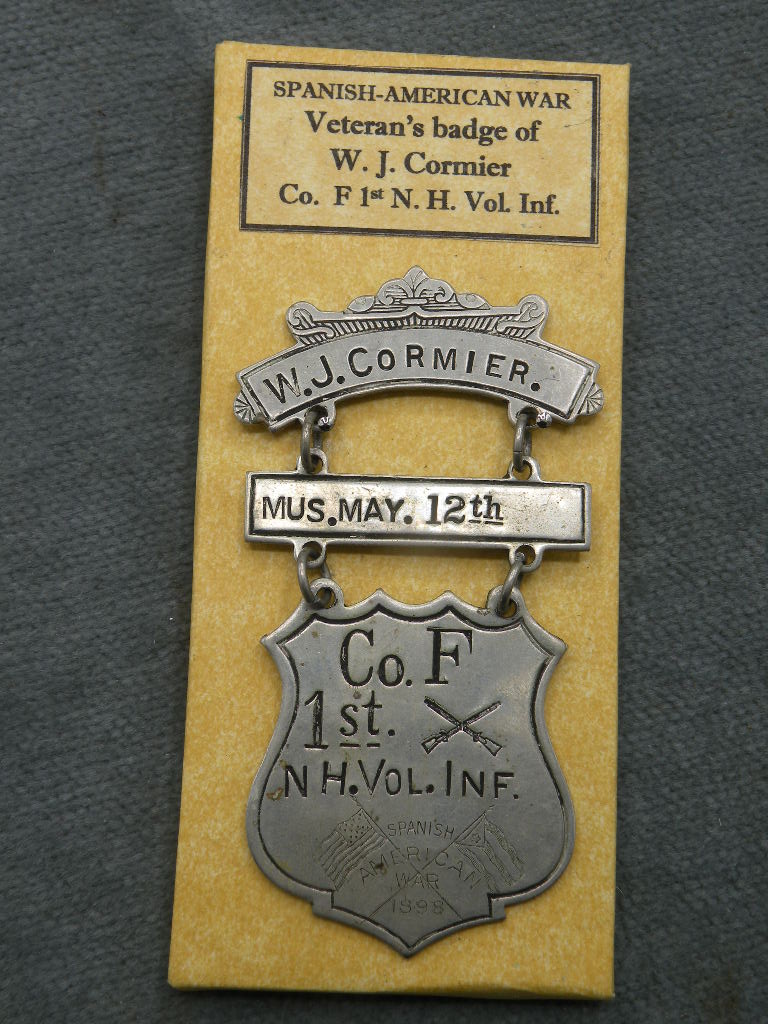 SPANISH-AMERICAN WAR
Veteran's badge of
W. J. Cormier
Co. F 1st N. H. Vol. Inf.
W.J.CORMIER.
MUS.MAY. 12th
Co. F
1st.
N H.VOL.INF.
SPANISH
AMERICAN
WAR
1898